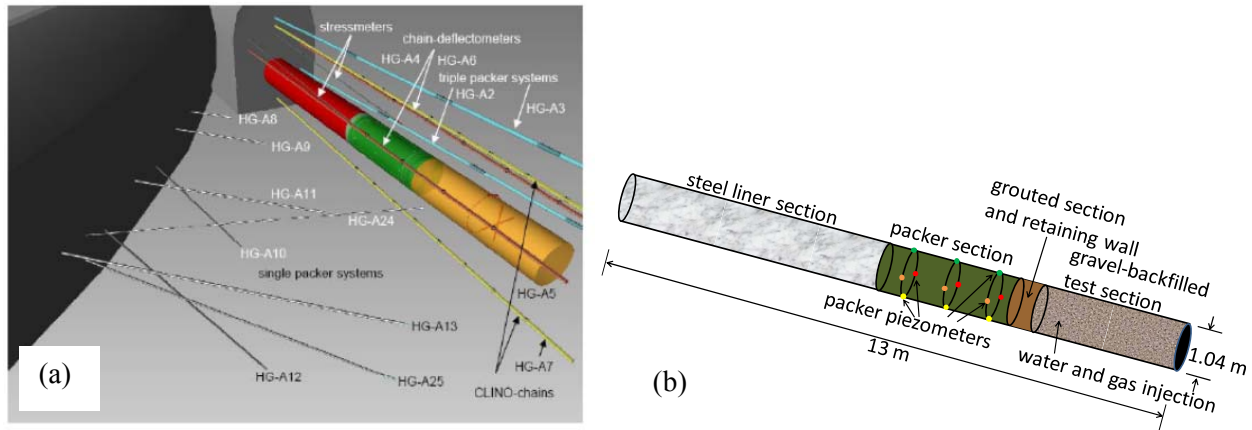 stressmeters
chain-deflectometers
HG-A4 HG-A6
triple packer systems
HG-A2
HG-A3
HG-A8
HG-A9
HG-A11
HG-A24
HG-A10
single packer systems
HG-A5
HG-A13
HG-A7
HG-A12
HG-A25
CLINO-chains
(a)
steel liner section
grouted section
and retaining wall
packer section
gravel-backfilled
test section
packer piezometers
13 m
water and gas injection
1.04 m
(b)